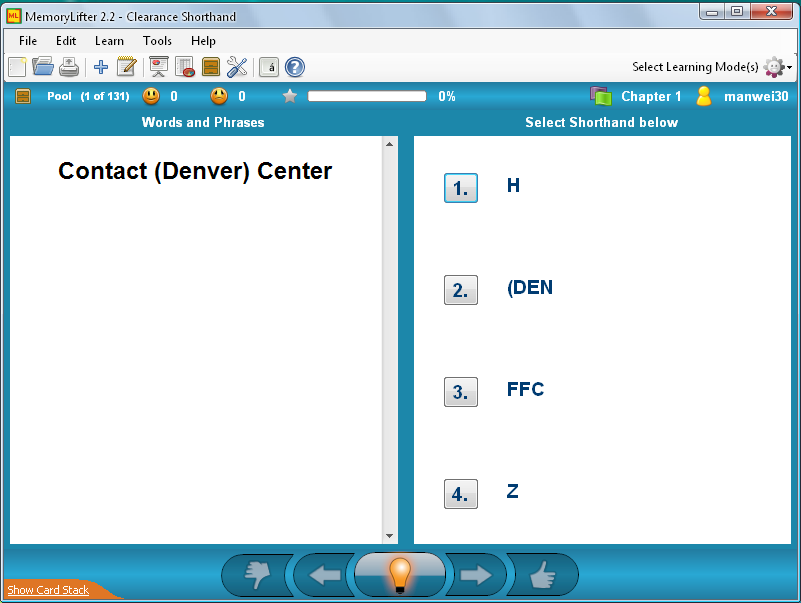 MemoryLifter 2.2 - Clearance Shorthand
File Edit Learn Tools Help
Select Learning Mode(s)
Pool (1 of 131) 0 0 0% Chapter 1 manwei30
Words and Phrases
Select Shorthand below
Contact (Denver) Center
1. H
2. (DEN
3. FFC
4. Z
Show Card Stack